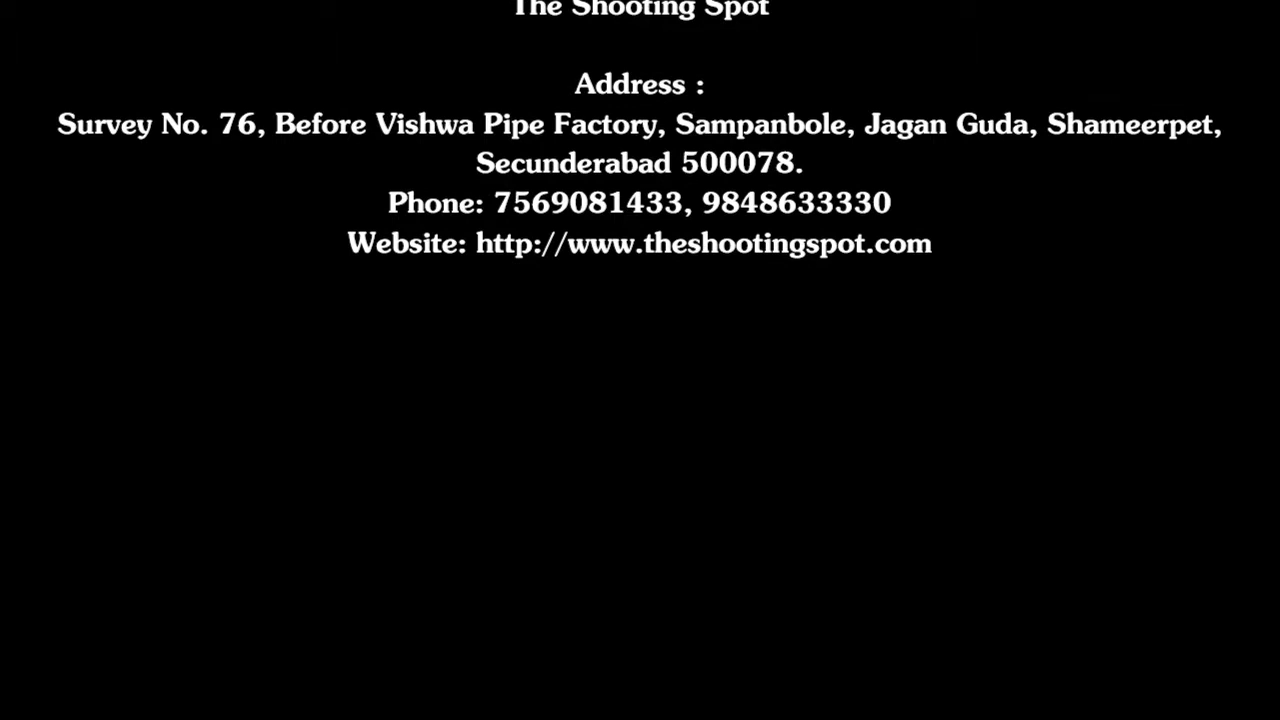 The Shooting Spot
Address :
Survey No. 76, Before Vishwa Pipe Factory, Sampanbole, Jagan Guda, Shameerpet,
Secunderabad 500078.
Phone: 7569081433, 9848633330
Website: http://www.theshootingspot.com